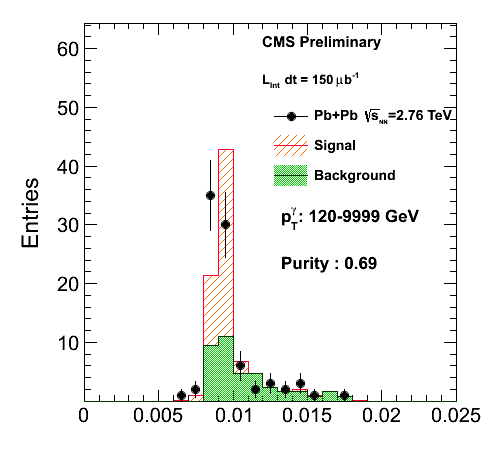 CMS Preliminary
L_Int dt = 150 μb⁻¹
Pb+Pb √s_NN=2.76 TeV
Signal
Background
p_T^γ: 120-9999 GeV
Purity : 0.69
Entries
60
50
40
30
20
10
0 0.005 0.01 0.015 0.02 0.025